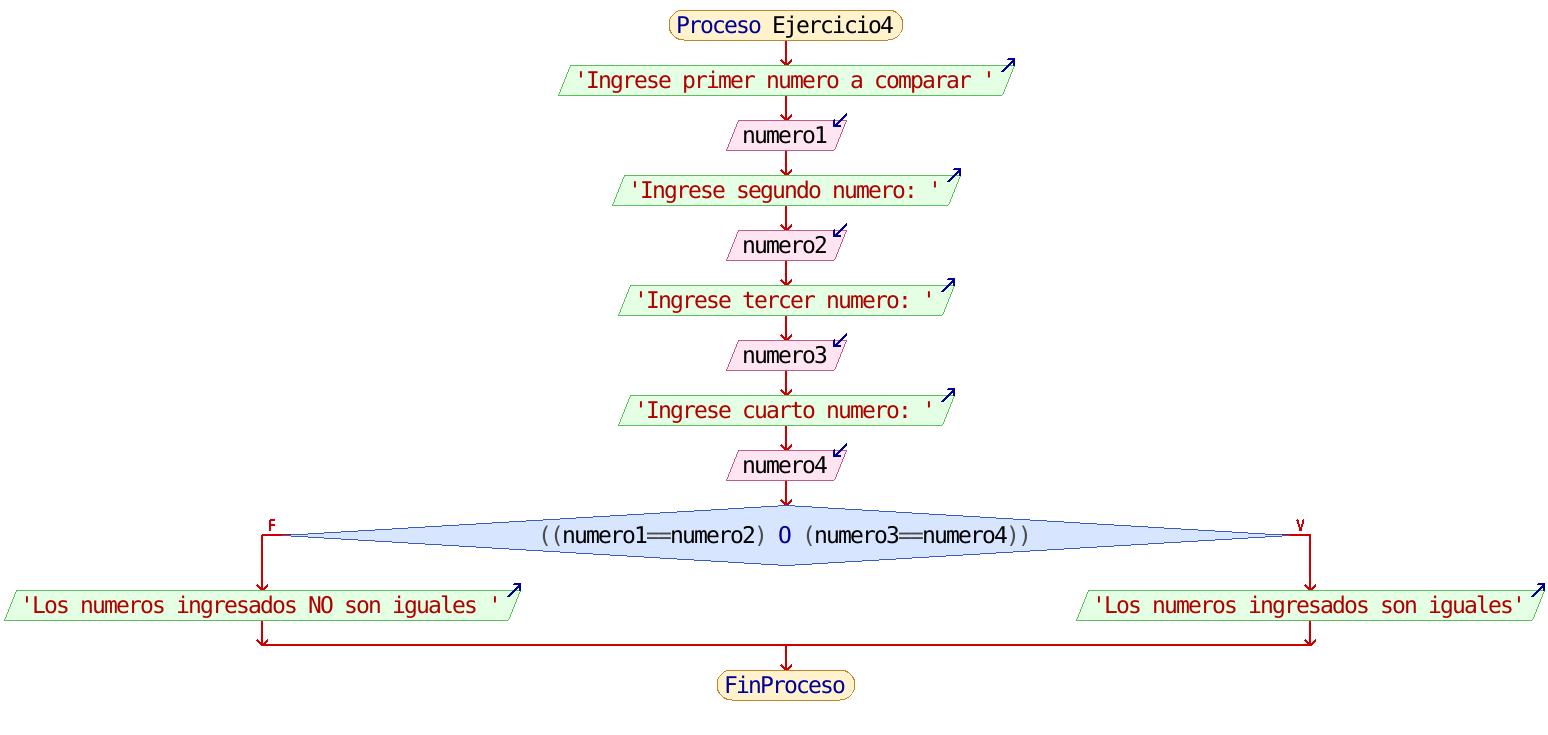 Proceso Ejercicio4
'Ingrese primer numero a comparar '
numero1
'Ingrese segundo numero: '
numero2
'Ingrese tercer numero: '
numero3
'Ingrese cuarto numero: '
numero4
F
V
((numero1==numero2) O (numero3==numero4))
'Los numeros ingresados NO son iguales '
'Los numeros ingresados son iguales'
FinProceso